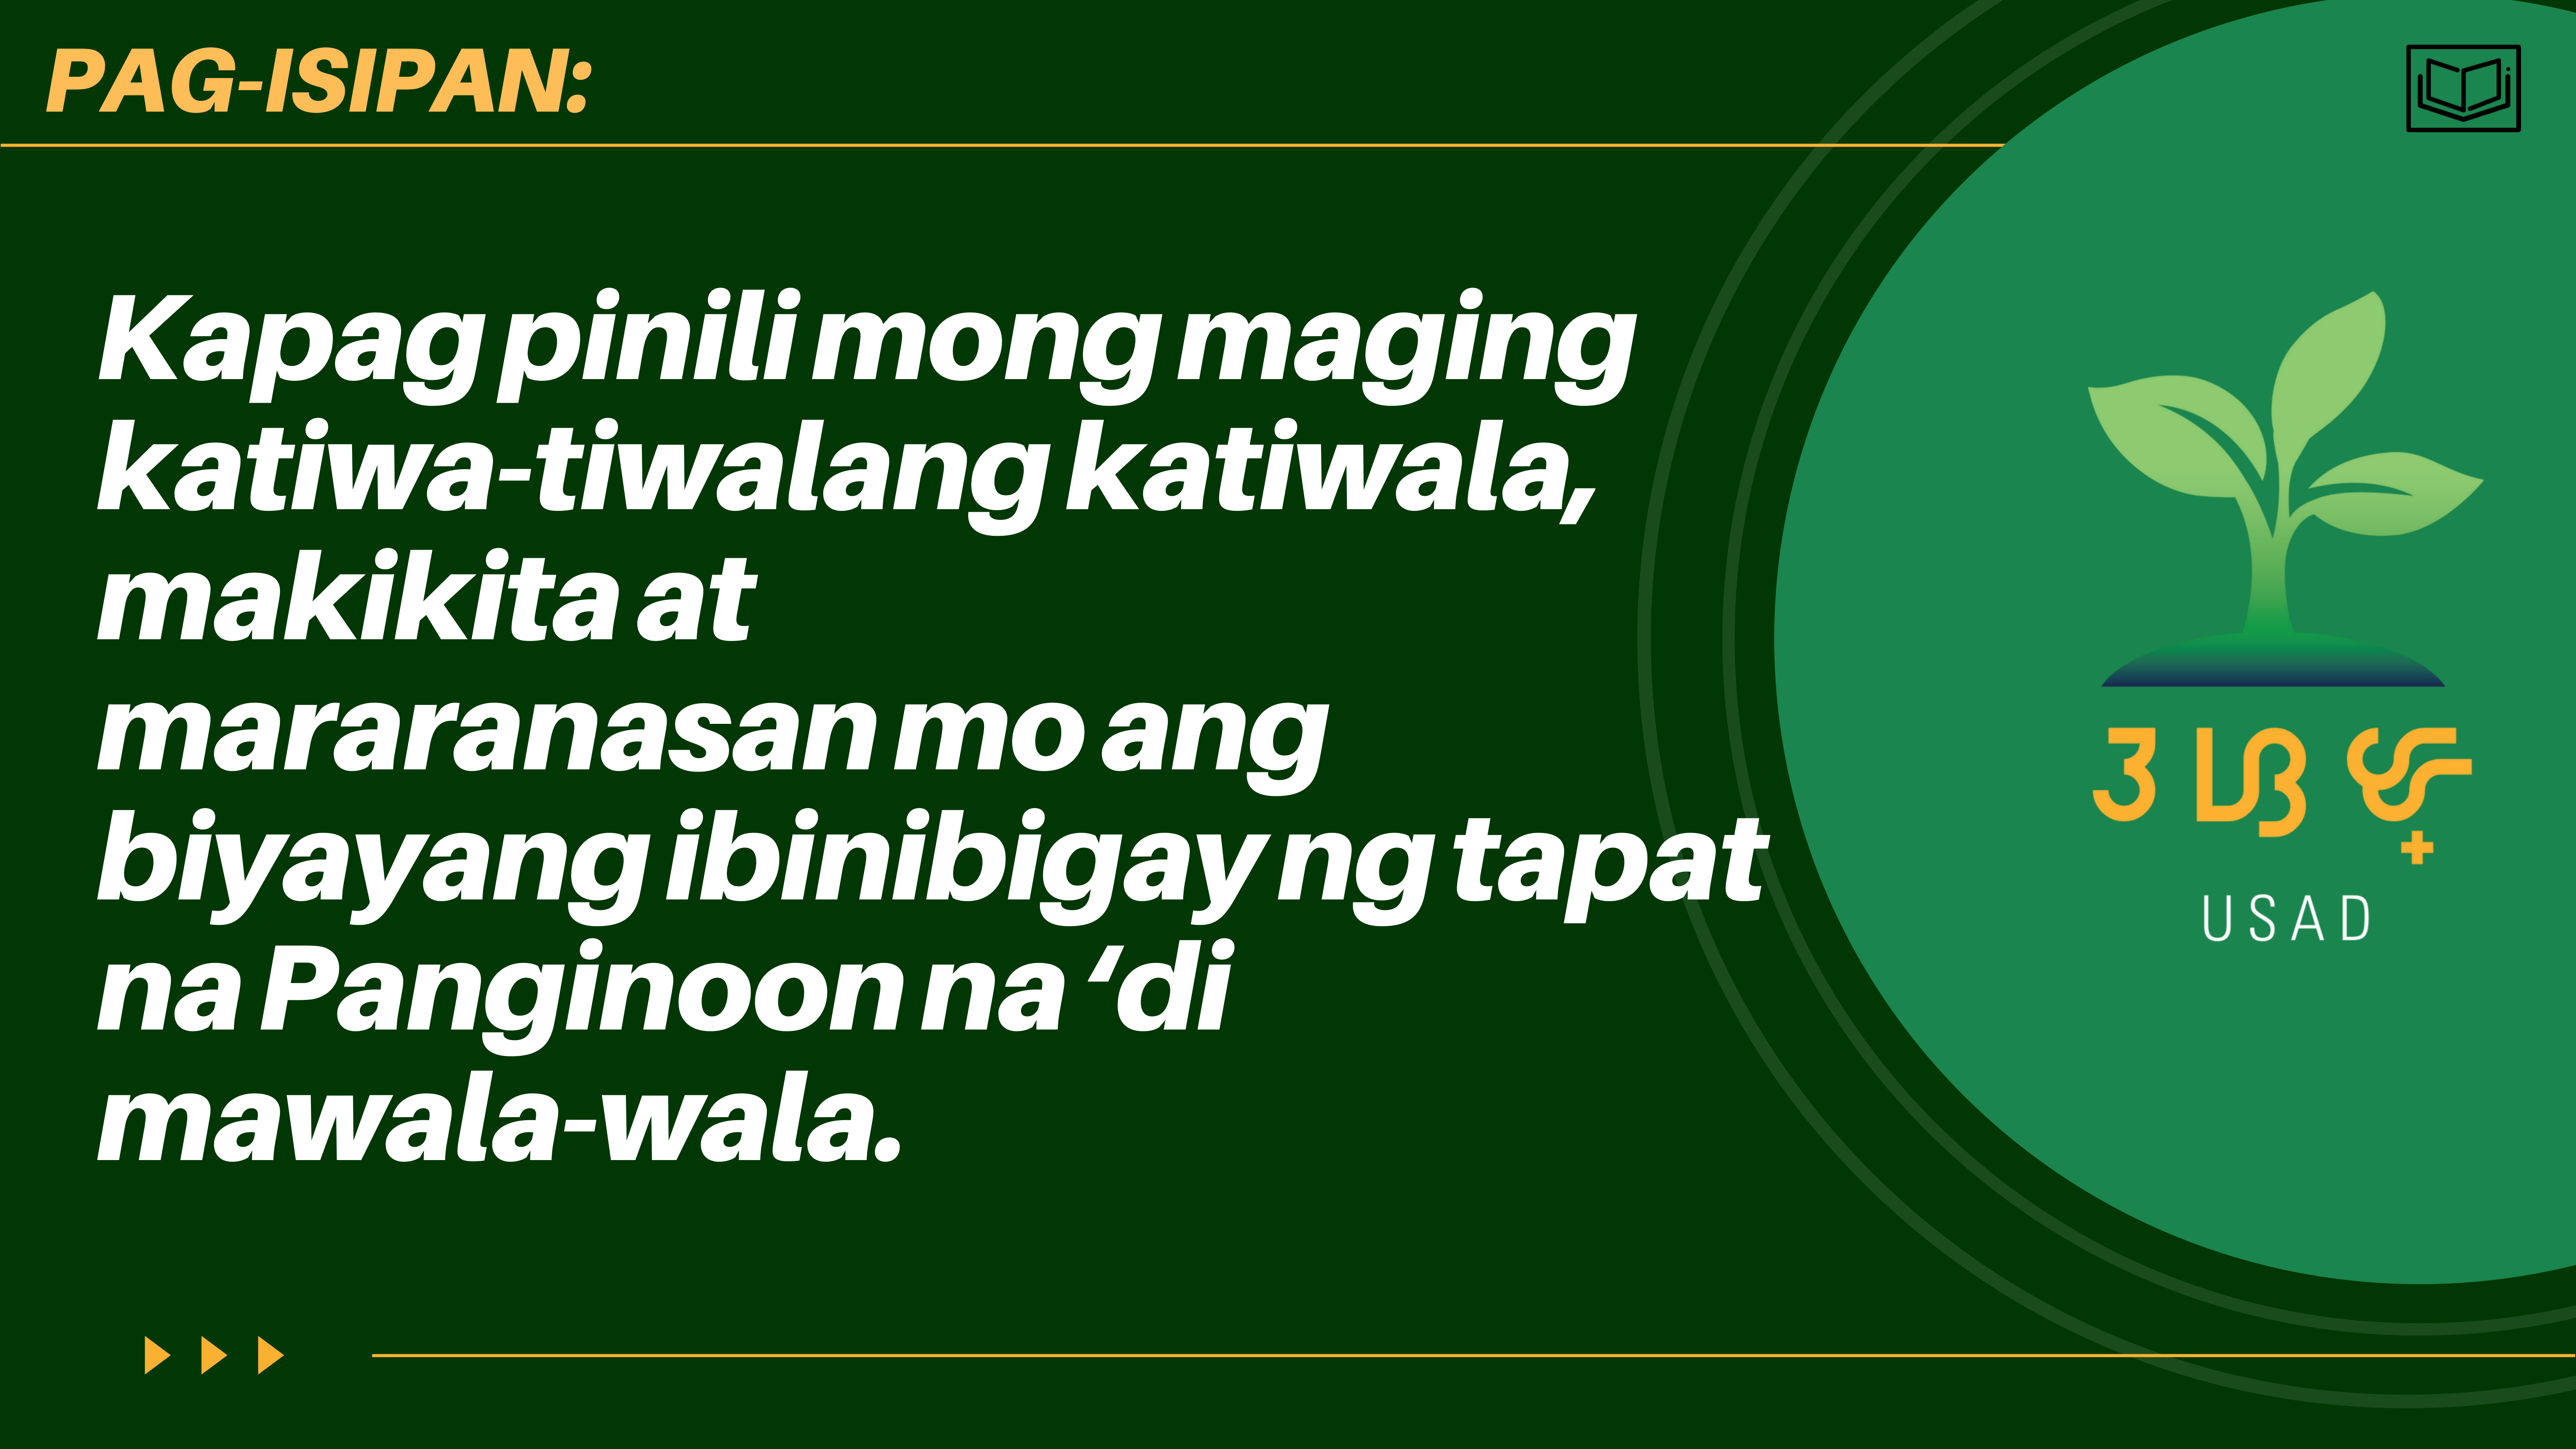 PAG-ISIPAN:
Kapag pinili mong maging
katiwa-tiwalang katiwala,
makikita at
mararanasan mo ang
biyayang ibinibigay ng tapat
na Panginoon na ‘di
mawala-wala.
ᜂ ᜐ ᜇ᜔
USAD